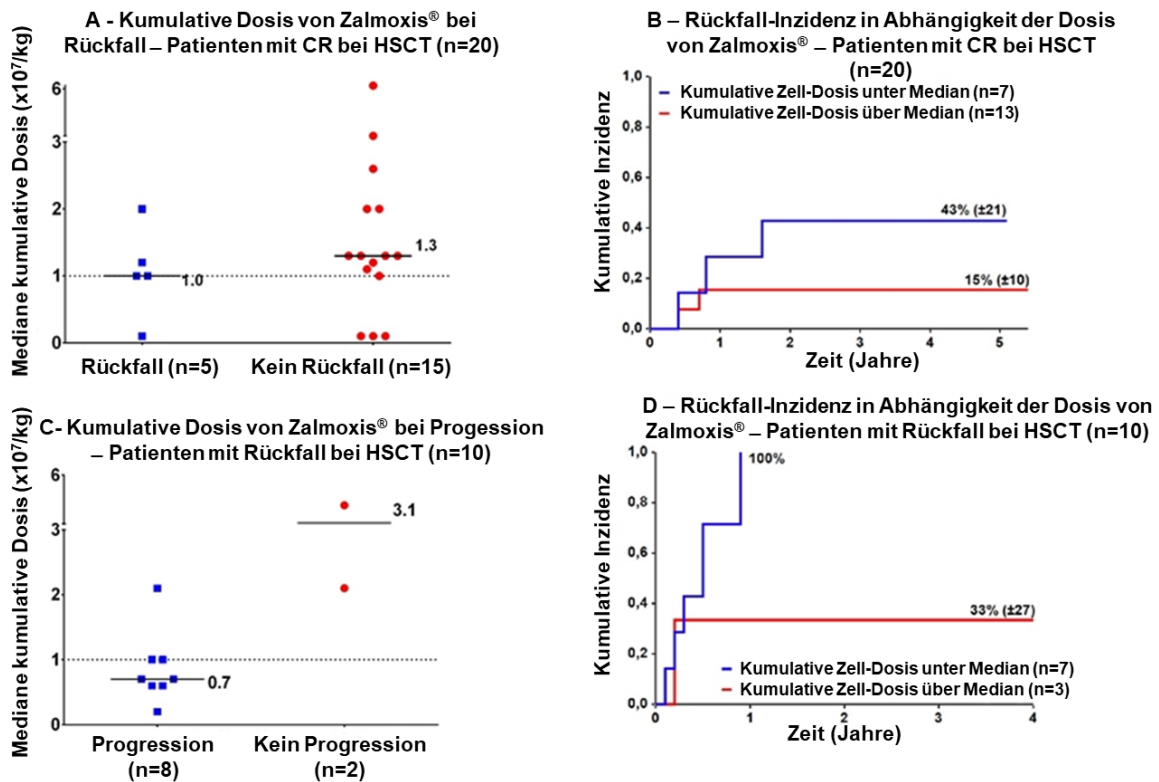 A - Kumulative Dosis von Zalmoxis® bei
Rückfall – Patienten mit CR bei HSCT (n=20)
Mediane kumulative Dosis (x10⁷/kg)
6
3
2
1
0
1.0
1.3
Rückfall (n=5)
Kein Rückfall (n=15)
B – Rückfall-Inzidenz in Abhängigkeit der Dosis
von Zalmoxis® – Patienten mit CR bei HSCT
(n=20)
Kumulative Inzidenz
1,0
0,8
0,6
0,4
0,2
0,0
Kumulative Zell-Dosis unter Median (n=7)
Kumulative Zell-Dosis über Median (n=13)
43% (±21)
15% (±10)
0 1 2 3 4 5
Zeit (Jahre)
C- Kumulative Dosis von Zalmoxis® bei Progession
– Patienten mit Rückfall bei HSCT (n=10)
Mediane kumulative Dosis (x10⁷/kg)
6
3
2
1
0
0.7
3.1
Progression
(n=8)
Kein Progression
(n=2)
D – Rückfall-Inzidenz in Abhängigkeit der Dosis von
Zalmoxis® – Patienten mit Rückfall bei HSCT (n=10)
Kumulative Inzidenz
1,0
0,8
0,6
0,4
0,2
0,0
100%
33% (±27)
Kumulative Zell-Dosis unter Median (n=7)
Kumulative Zell-Dosis über Median (n=3)
0 1 2 3 4
Zeit (Jahre)